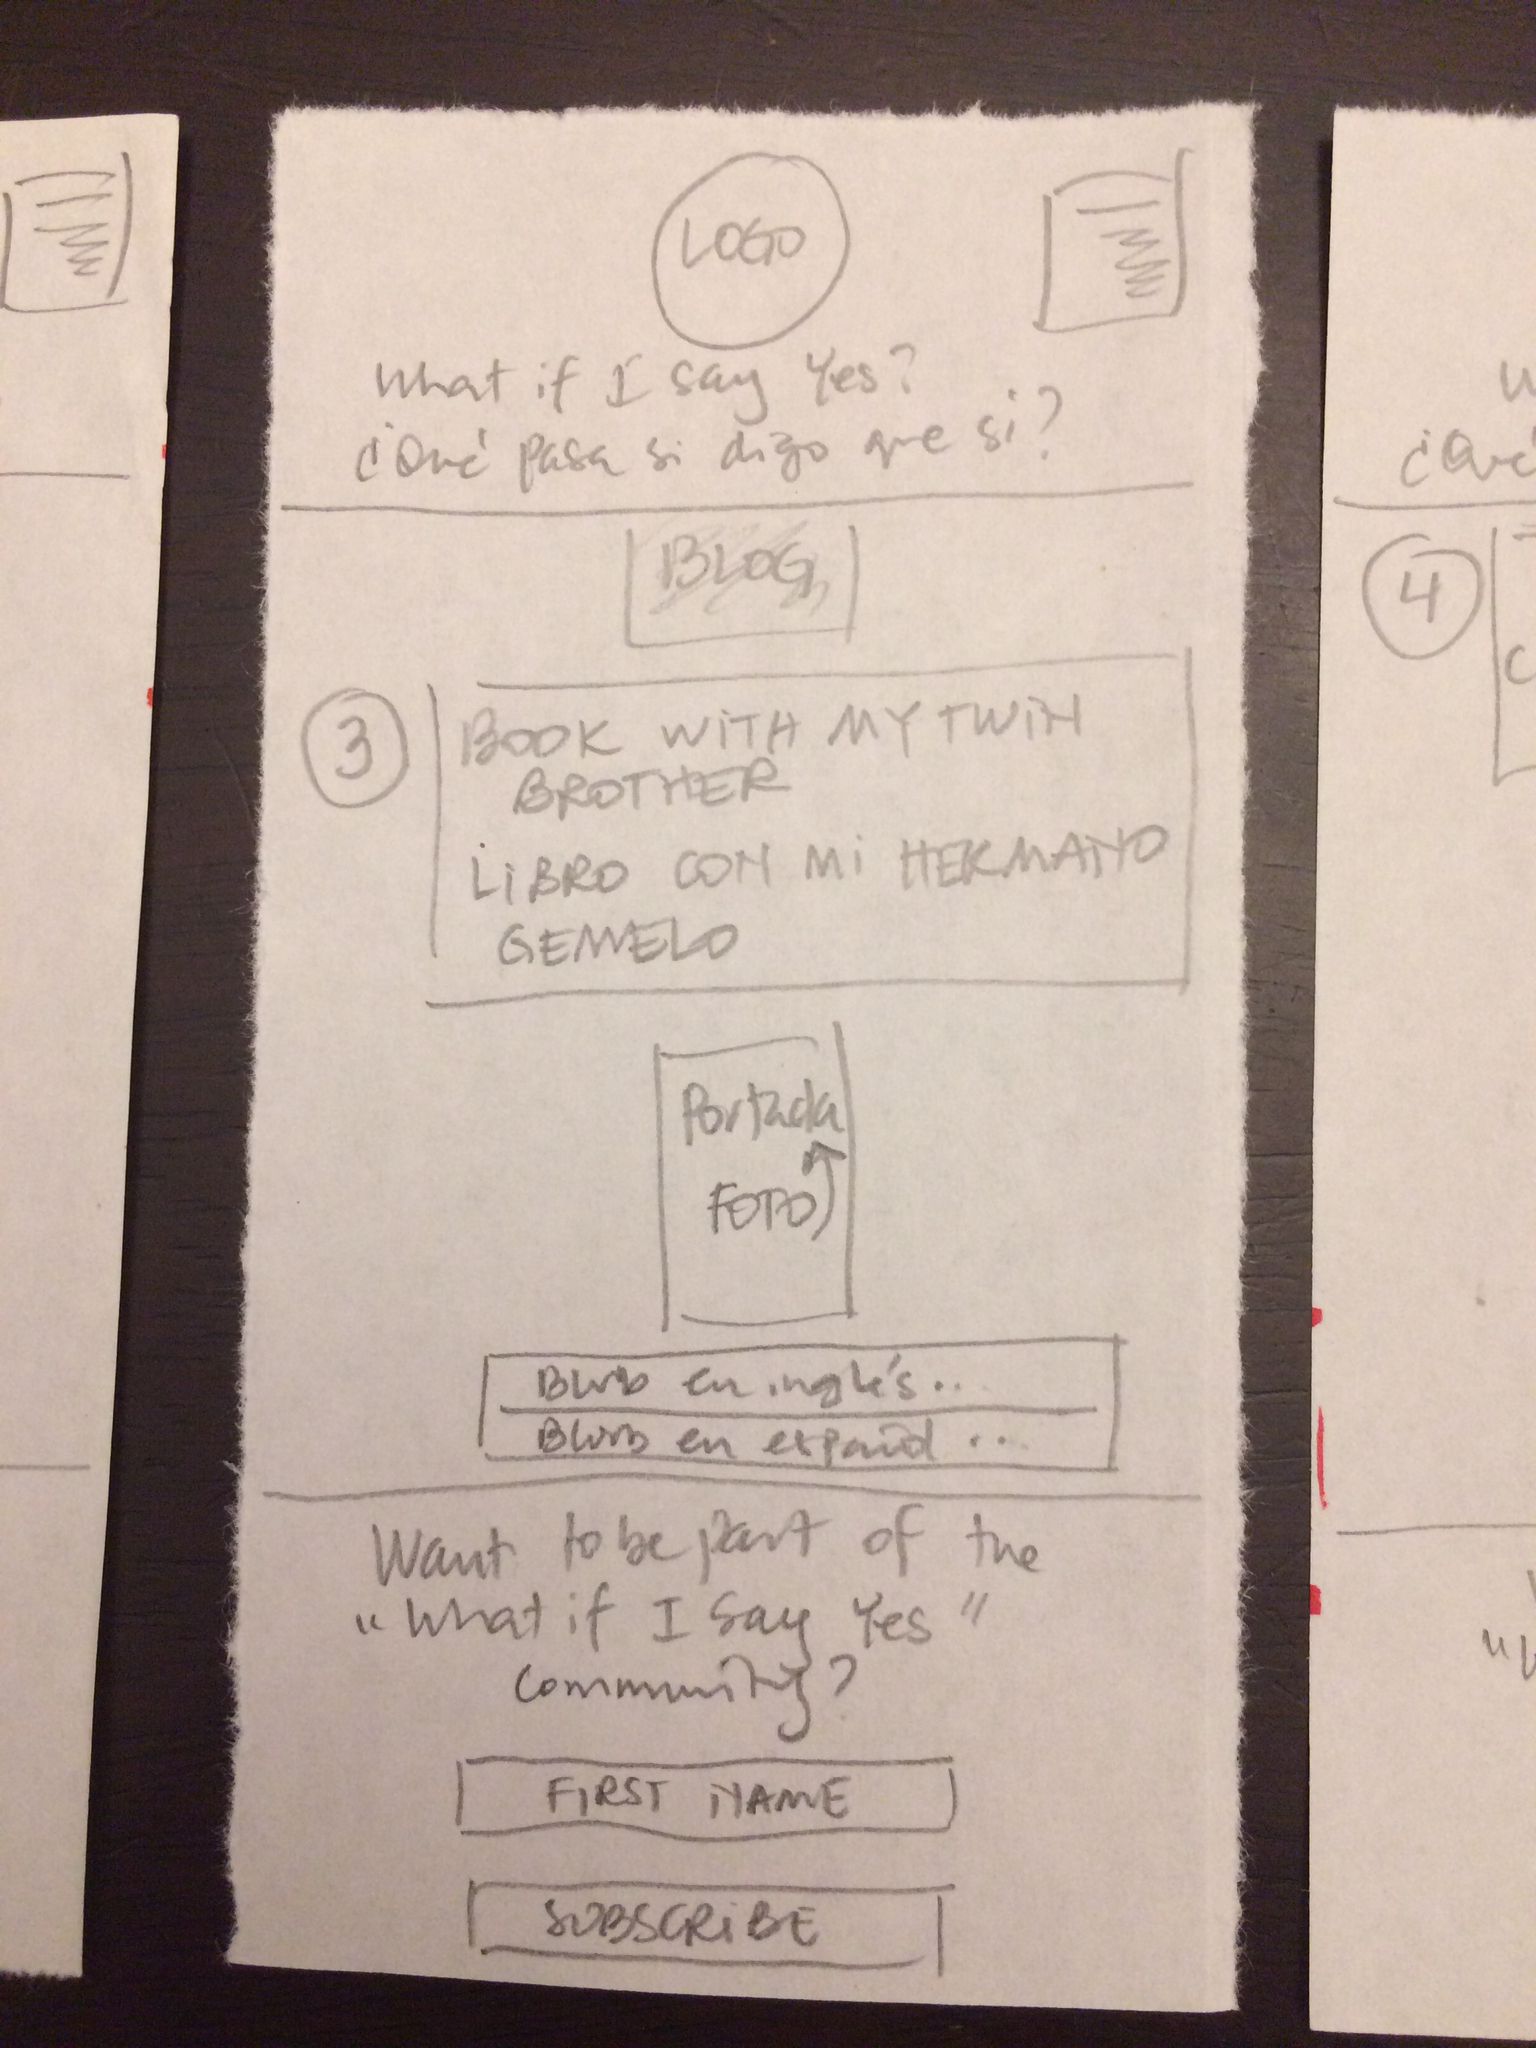 LOGO
What if I say Yes?
¿Qué pasa si digo que si?
BLOG
3
BOOK WITH MY TWIN
BROTHER
LIBRO CON MI HERMANO
GEMELO
Portada
FOTO
Blurb en inglés...
Blurb en español ...
Want to be part of the
"What if I Say Yes"
community?
FIRST NAME
SUBSCRIBE
¿Qué
4